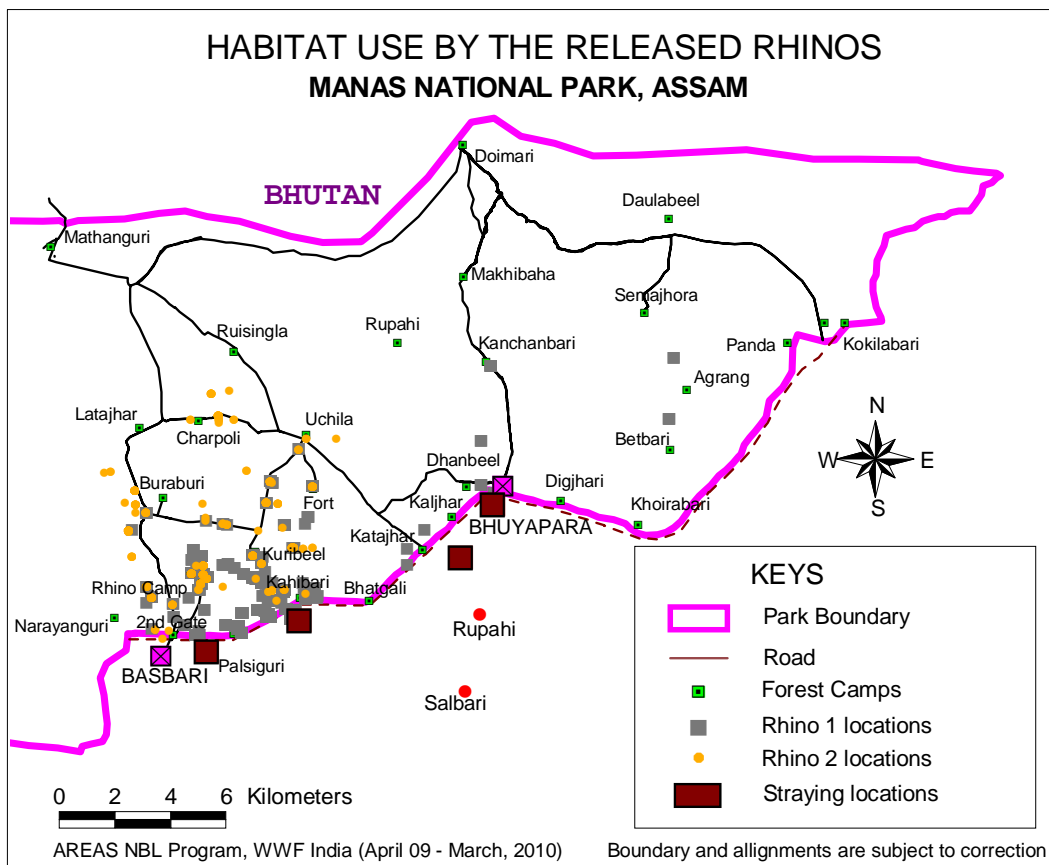 HABITAT USE BY THE RELEASED RHINOS
MANAS NATIONAL PARK, ASSAM
Doimari
BHUTAN
Daulabeel
Mathanguri
Makhibaha
Semajhora
Ruisingla
Rupahi
Kanchanbari
Panda
Kokilabari
Agrang
Latajhar
Charpoli
Uchila
Betbari
N
W
E
S
Dhanbeel
Buraburi
Fort
Kaljhar
Digjhari
Khoirabari
BHUYAPARA
Katajhar
Kuribeel
Rhino Camp
Kahibari
Bhatgali
Narayanguri
2nd Gate
Rupahi
BASBARI
Palsiguri
Salbari
KEYS
Park Boundary
Road
Forest Camps
Rhino 1 locations
Rhino 2 locations
Straying locations
0 2 4 6 Kilometers
AREAS NBL Program, WWF India (April 09 - March, 2010)
Boundary and allignments are subject to correction